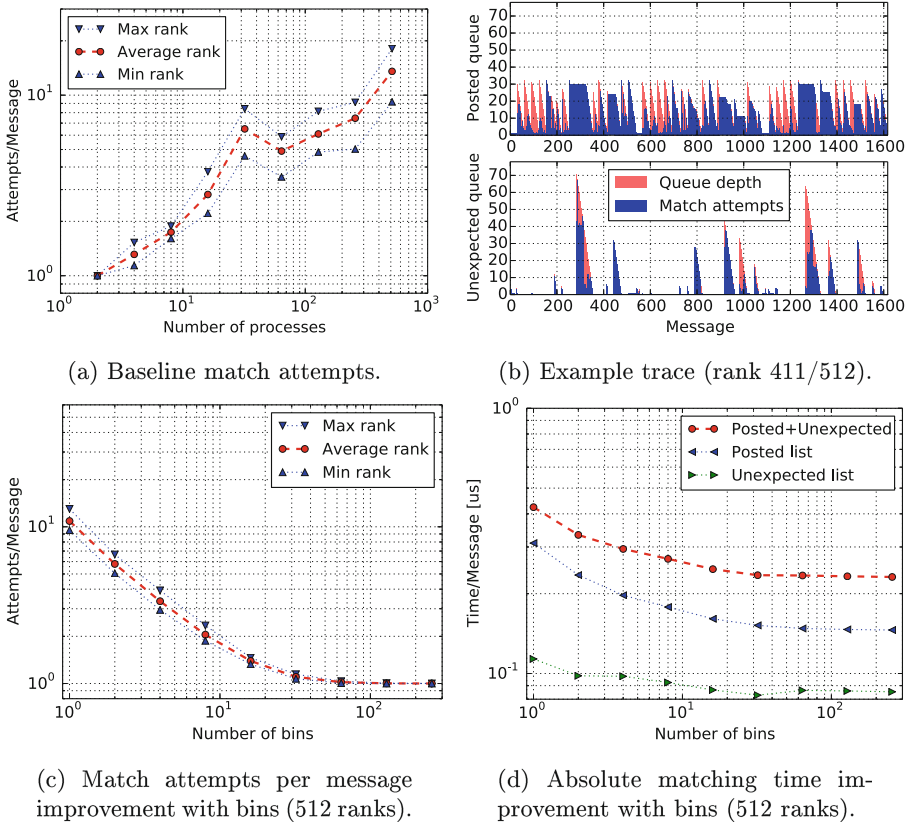 Max rank
Average rank
Min rank
10¹
10⁰
Attempts/Message
10⁰ 10¹ 10² 10³
Number of processes
(a) Baseline match attempts.
70
60
50
40
30
20
10
0
Posted queue
0 200 400 600 800 1000 1200 1400 1600
70
60
50
40
30
20
10
0
Unexpected queue
Queue depth
Match attempts
0 200 400 600 800 1000 1200 1400 1600
Message
(b) Example trace (rank 411/512).
Max rank
Average rank
Min rank
10¹
10⁰
Attempts/Message
10⁰ 10¹ 10²
Number of bins
(c) Match attempts per message
improvement with bins (512 ranks).
10⁰
10⁻¹
Time/Message [us]
Posted+Unexpected
Posted list
Unexpected list
10⁰ 10¹ 10²
Number of bins
(d) Absolute matching time im-
provement with bins (512 ranks).